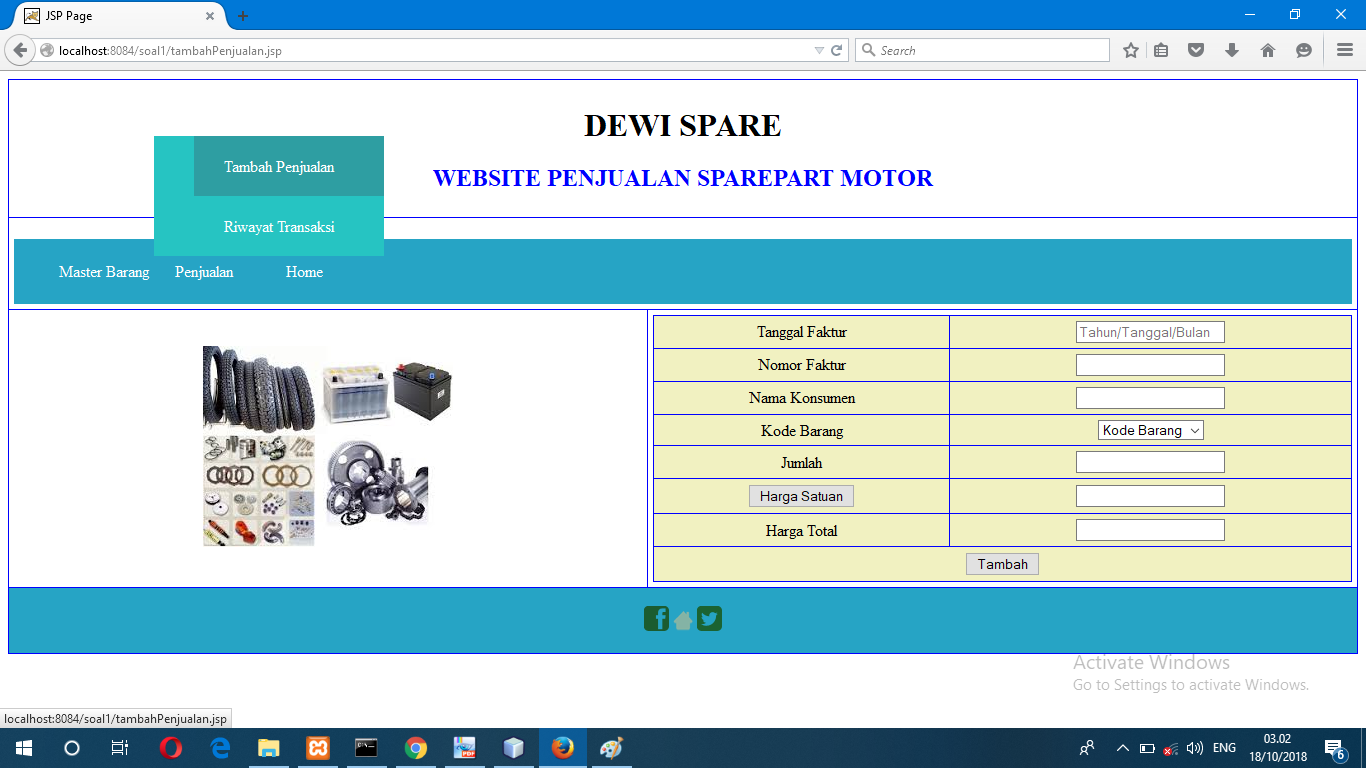 JSP Page
localhost:8084/soal1/tambahPenjualan.jsp
Search
DEWI SPARE
WEBSITE PENJUALAN SPAREPART MOTOR
Tambah Penjualan
Riwayat Transaksi
Master Barang Penjualan Home
Tanggal Faktur Tahun/Tanggal/Bulan
Nomor Faktur
Nama Konsumen
Kode Barang Kode Barang
Jumlah
Harga Satuan
Harga Total
Tambah
Activate Windows
Go to Settings to activate Windows.
localhost:8084/soal1/tambahPenjualan.jsp
ENG
03.02
18/10/2018
6